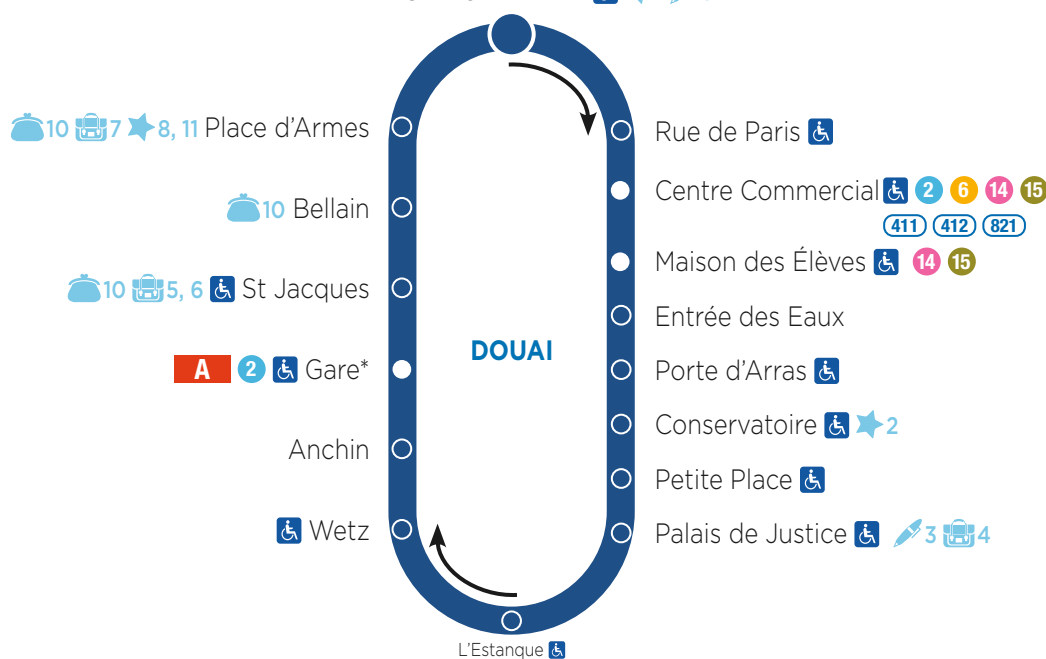 10 7 8, 11 Place d'Armes
10 Bellain
10 5, 6 St Jacques
A 2 Gare*
Anchin
Wetz
DOUAI
Rue de Paris
Centre Commercial 2 6 14 15
411 412 821
Maison des Élèves 14 15
Entrée des Eaux
Porte d'Arras
Conservatoire 2
Petite Place
Palais de Justice 3 4
L'Estanque